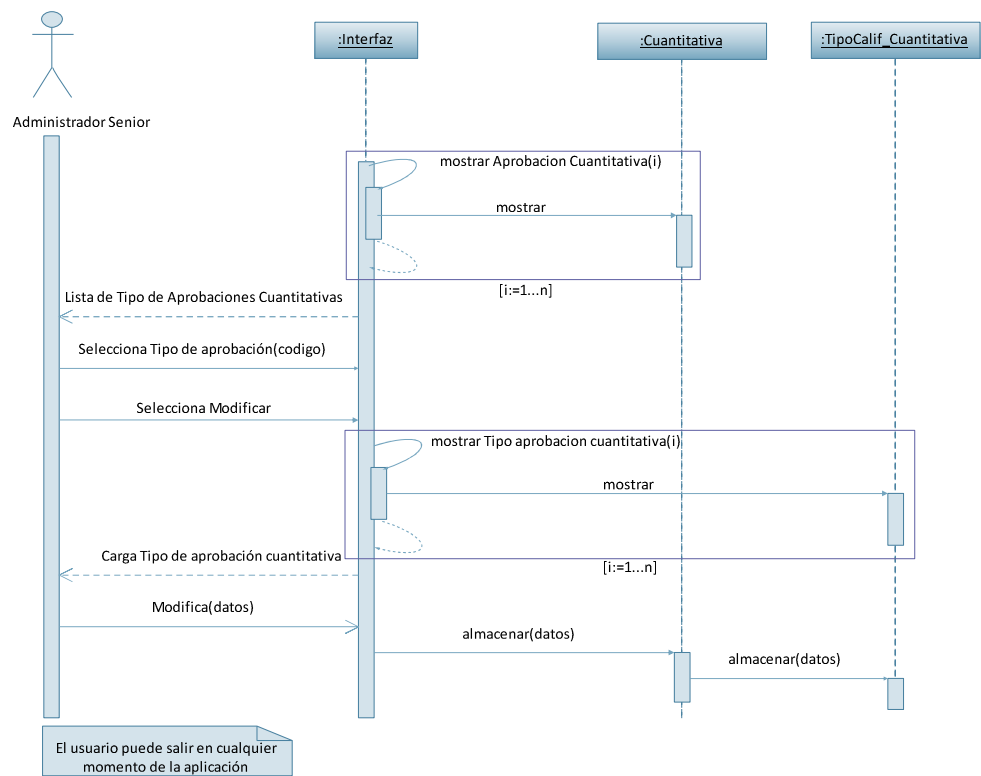 :Interfaz
:Cuantitativa
:TipoCalif_Cuantitativa
Administrador Senior
mostrar Aprobacion Cuantitativa(i)
mostrar
[i:=1...n]
Lista de Tipo de Aprobaciones Cuantitativas
Selecciona Tipo de aprobación(codigo)
Selecciona Modificar
mostrar Tipo aprobacion cuantitativa(i)
mostrar
Carga Tipo de aprobación cuantitativa
[i:=1...n]
Modifica(datos)
almacenar(datos)
almacenar(datos)
El usuario puede salir en cualquier
momento de la aplicación